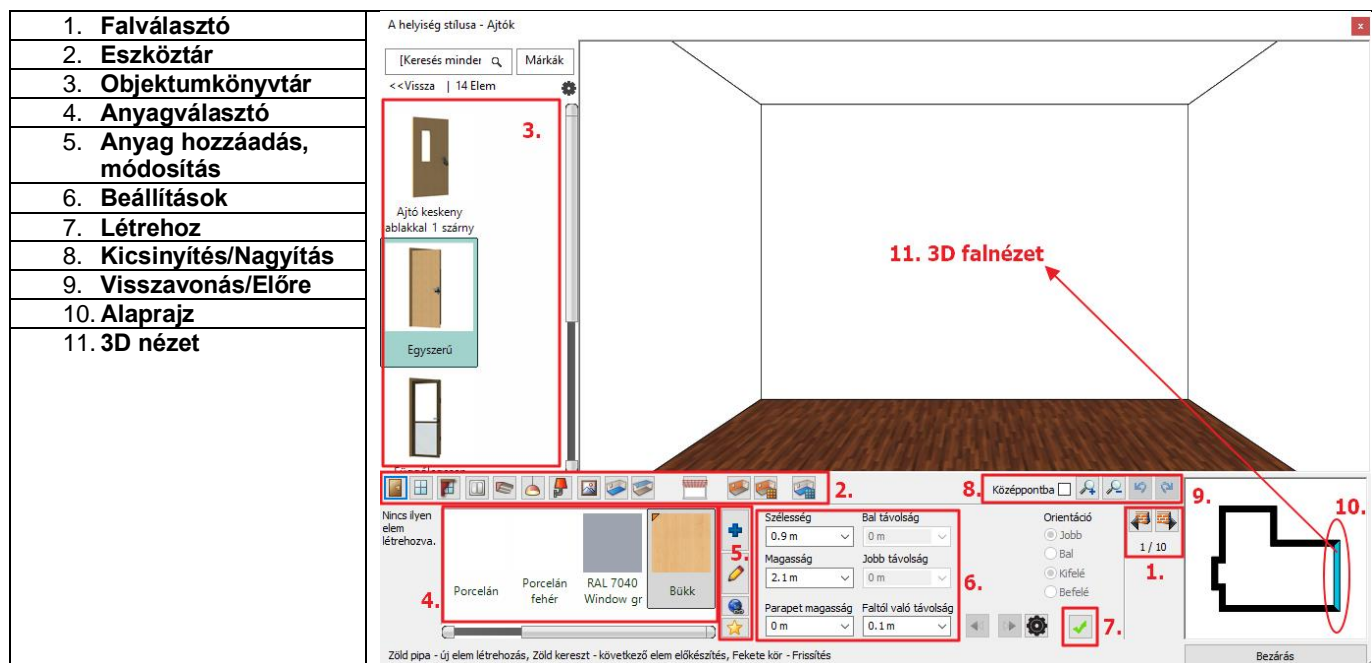 1. Falválasztó
2. Eszköztár
3. Objektumkönyvtár
4. Anyagválasztó
5. Anyag hozzáadás,
módosítás
6. Beállítások
7. Létrehoz
8. Kicsinyítés/Nagyítás
9. Visszavonás/Előre
10. Alaprajz
11. 3D nézet
A helyiség stílusa - Ajtók
x
[Keresés minder
Márkák
<<Vissza | 14 Elem
3.
Ajtó keskeny
ablakkal 1 szárny
Egyszerű
11. 3D falnézet
2.
8.
Középpontba
9.
10.
Nincs ilyen
elem
létrehozva.
4.
Porcelán
Porcelán
fehér
RAL 7040
Window gr
Bükk
5.
Szélesség
0.9 m
Bal távolság
0 m
Magasság
2.1 m
Jobb távolság
0 m
Parapet magasság
0 m
Faltól való távolság
0.1 m
6.
Orientáció
Jobb
Bal
Kifelé
Befelé
7.
1 / 10
1.
Zöld pipa - új elem létrehozás, Zöld kereszt - következő elem előkészítés, Fekete kör - Frissítés
Bezárás